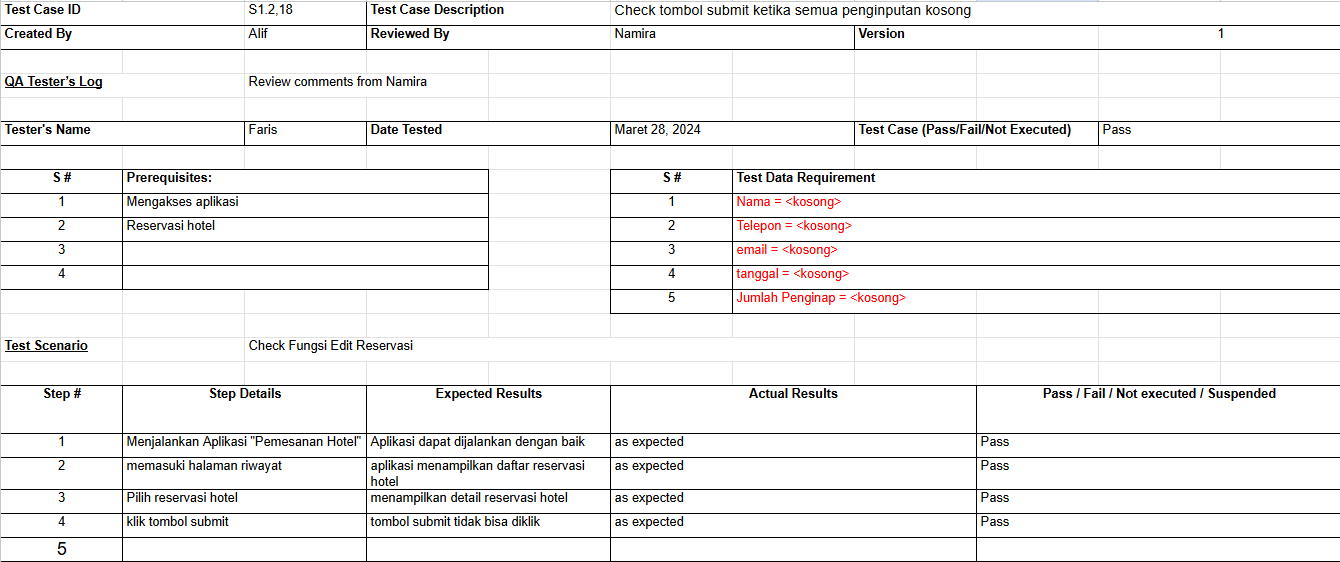 Test Case ID S1.2,18 Test Case Description Check tombol submit ketika semua penginputan kosong
Created By Alif Reviewed By Namira Version 1
QA Tester's Log Review comments from Namira
Tester's Name Faris Date Tested Maret 28, 2024 Test Case (Pass/Fail/Not Executed) Pass
S # Prerequisites: S # Test Data Requirement
1 Mengakses aplikasi 1 Nama = <kosong>
2 Reservasi hotel 2 Telepon = <kosong>
3 3 email = <kosong>
4 4 tanggal = <kosong>
5 Jumlah Penginap = <kosong>
Test Scenario Check Fungsi Edit Reservasi
Step # Step Details Expected Results Actual Results Pass / Fail / Not executed / Suspended
1 Menjalankan Aplikasi "Pemesanan Hotel" Aplikasi dapat dijalankan dengan baik as expected Pass
2 memasuki halaman riwayat aplikasi menampilkan daftar reservasi as expected Pass
hotel
3 Pilih reservasi hotel menampilkan detail reservasi hotel as expected Pass
4 klik tombol submit tombol submit tidak bisa diklik as expected Pass
5